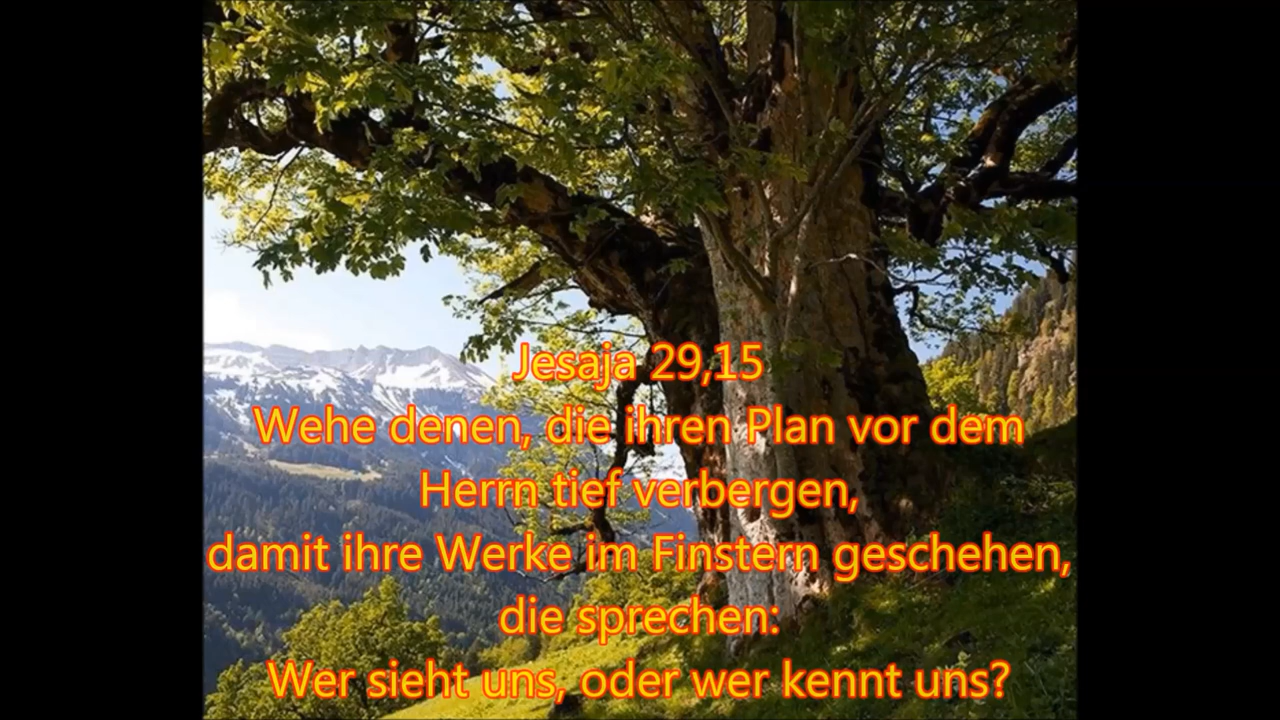 Jesaja 29,15
Wehe denen, die ihren Plan vor dem
Herrn tief verbergen,
damit ihre Werke im Finstern geschehen,
die sprechen:
Wer sieht uns, oder wer kennt uns?